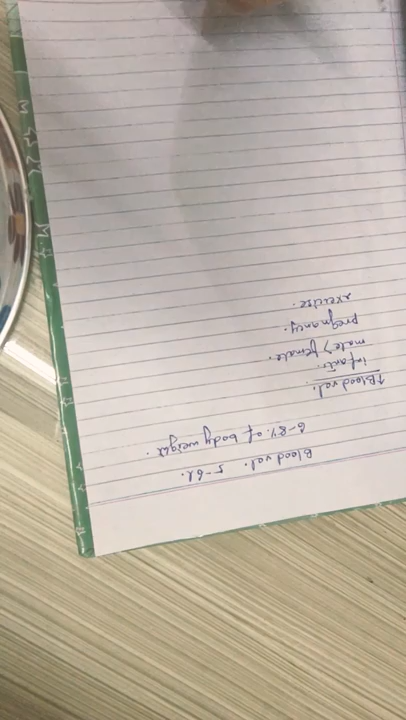 Blood vol. 5-6l.
6-8% of body weight.
↑Blood vol.
infants.
male > female.
pregnancy.
exercise.